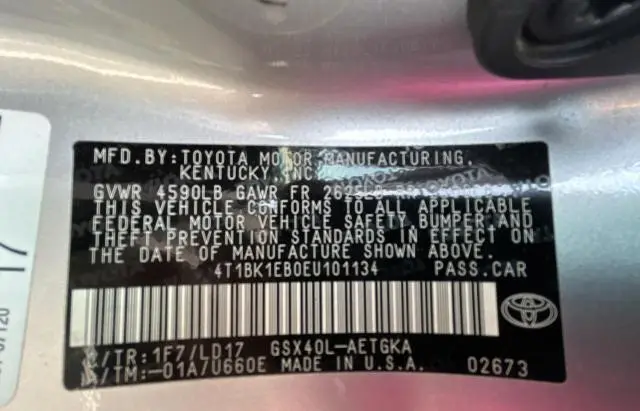 MFD.BY:TOYOTA MOTOR MANUFACTURING,
KENTUCKY, INC.
GVWR 4590LB GAWR FR
THIS VEHICLE CONFORMS TO ALL APPLICABLE
FEDERAL MOTOR VEHICLE SAFETY, BUMPER AND
THEFT PREVENTION STANDARDS IN EFFECT ON
THE DATE OF MANUFACTURE SHOWN ABOVE.
4T1BK1EB0EU101134 PASS.CAR
C/TR:1F7/LD17 GSX40L-AETGKA
A/TM:-01A/U660E MADE IN U.S.A. 02673
TOYOTA